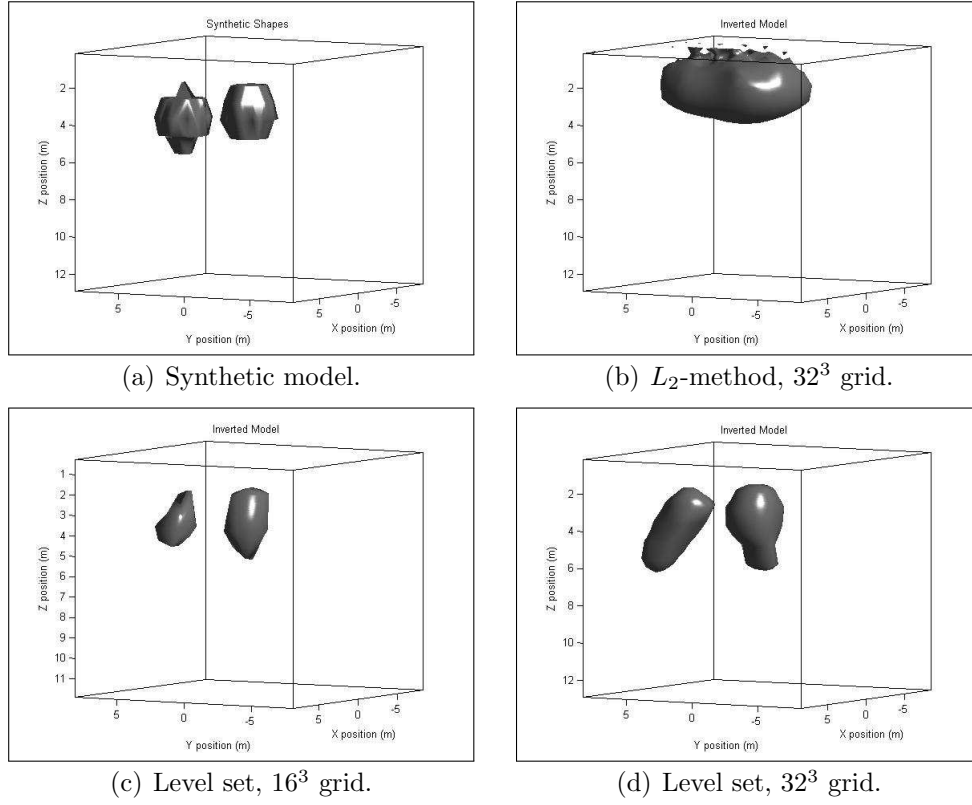 Synthetic Shapes
2
4
6
8
10
12
Z position (m)
5
0
-5
Y position (m)
5
0
-5
X position (m)
(a) Synthetic model.
Inverted Model
2
4
6
8
10
12
Z position (m)
5
0
-5
Y position (m)
5
0
-5
X position (m)
(b) L₂-method, 32³ grid.
Inverted Model
1
2
3
4
5
6
7
8
9
10
11
Z position (m)
5
0
-5
Y position (m)
5
0
-5
X position (m)
(c) Level set, 16³ grid.
Inverted Model
2
4
6
8
10
12
Z position (m)
5
0
-5
Y position (m)
5
0
-5
X position (m)
(d) Level set, 32³ grid.